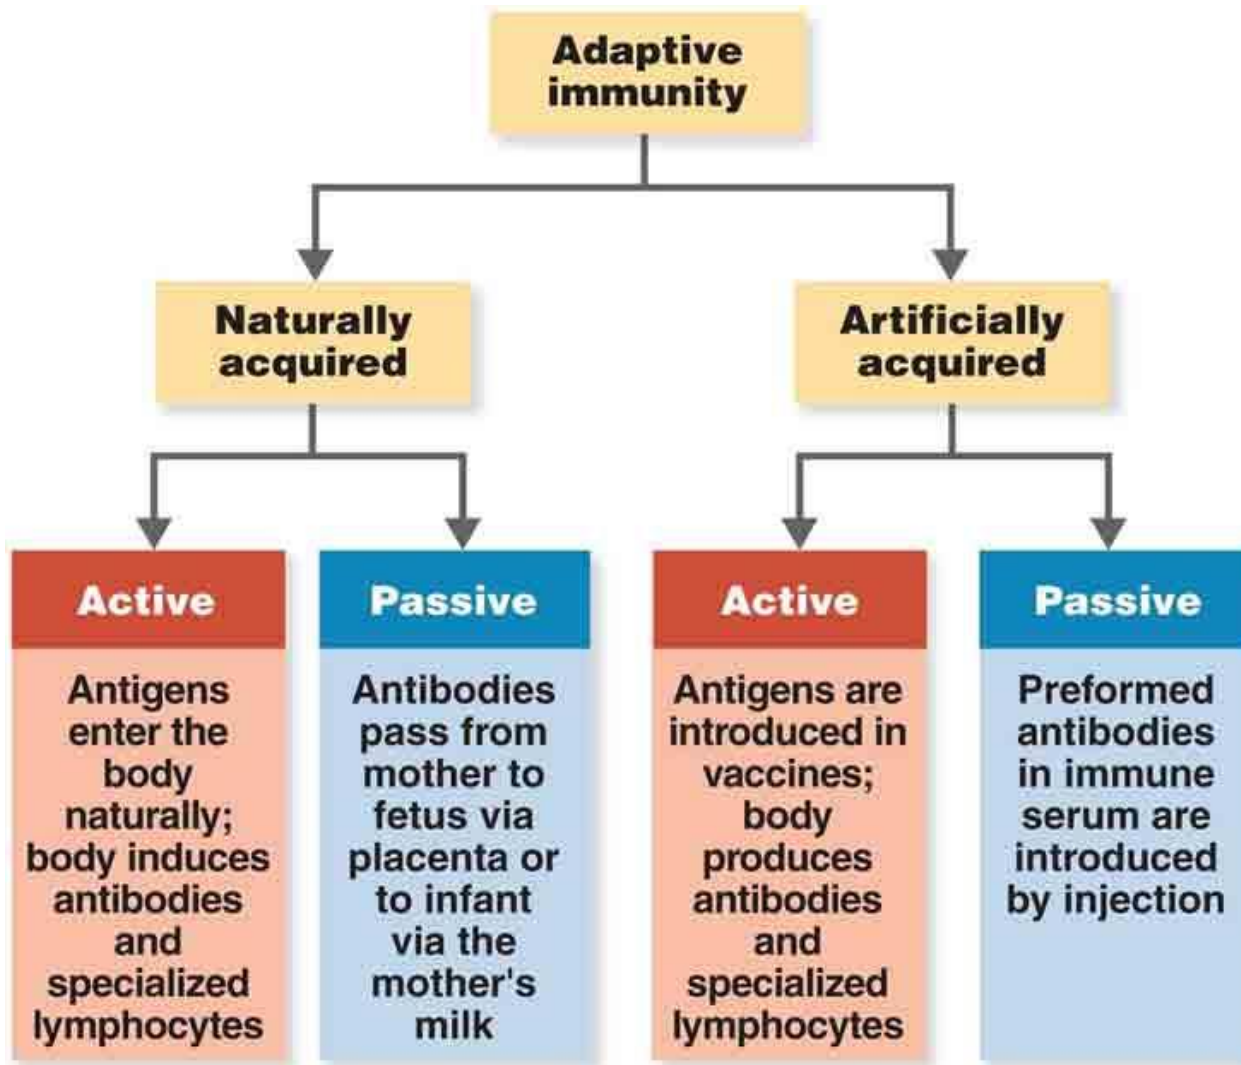 Adaptive
immunity
Naturally
acquired
Artificially
acquired
Active
Antigens
enter the
body
naturally;
body induces
antibodies
and
specialized
lymphocytes
Passive
Antibodies
pass from
mother to
fetus via
placenta or
to infant
via the
mother's
milk
Active
Antigens are
introduced in
vaccines;
body
produces
antibodies
and
specialized
lymphocytes
Passive
Preformed
antibodies
in immune
serum are
introduced
by injection